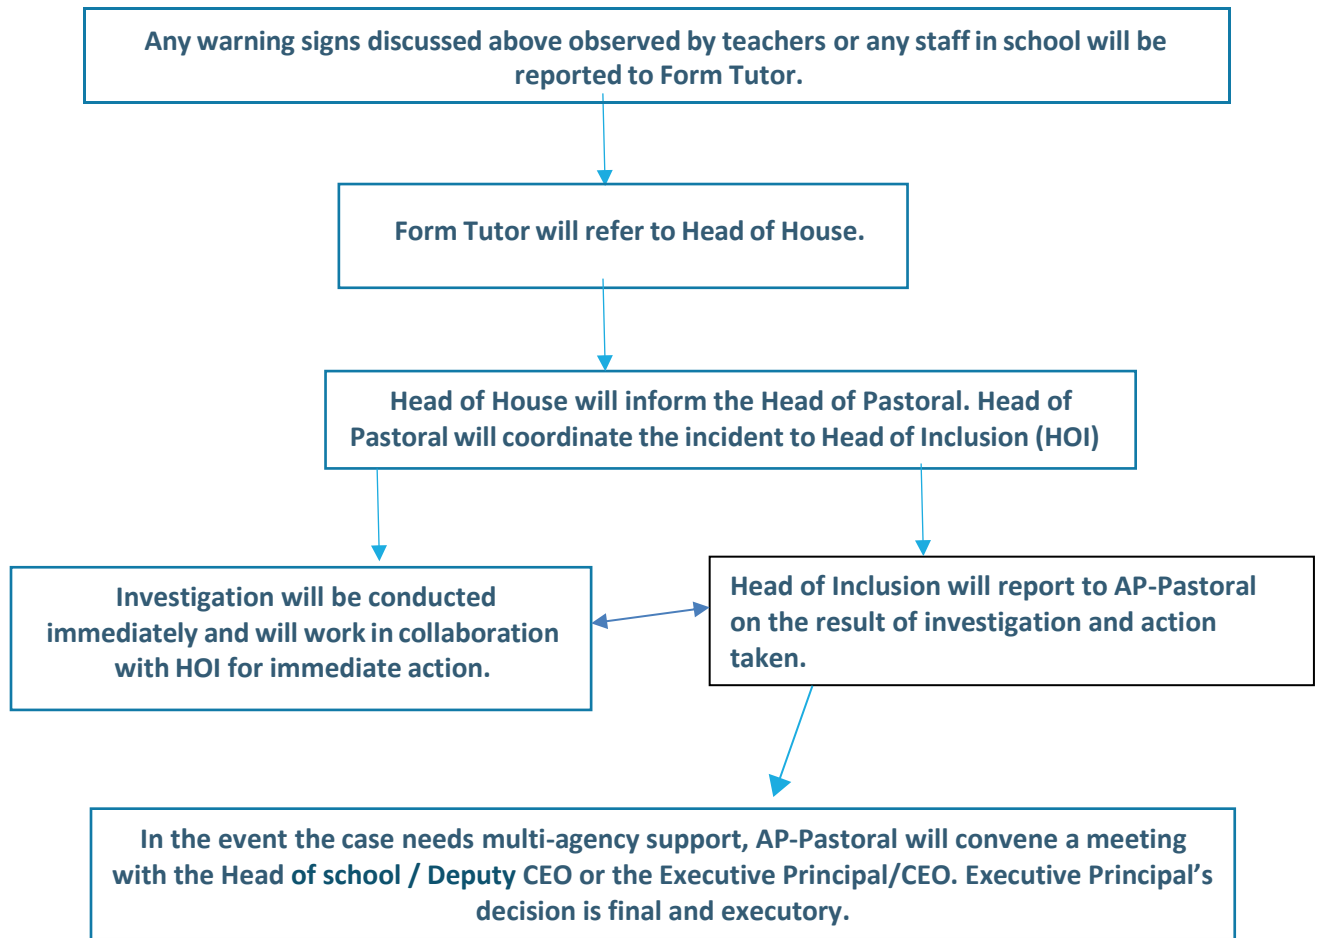 Any warning signs discussed above observed by teachers or any staff in school will be
reported to Form Tutor.
Form Tutor will refer to Head of House.
Head of House will inform the Head of Pastoral. Head of
Pastoral will coordinate the incident to Head of Inclusion (HOI)
Investigation will be conducted
immediately and will work in collaboration
with HOI for immediate action.
Head of Inclusion will report to AP-Pastoral
on the result of investigation and action
taken.
In the event the case needs multi-agency support, AP-Pastoral will convene a meeting
with the Head of school / Deputy CEO or the Executive Principal/CEO. Executive Principal’s
decision is final and executory.